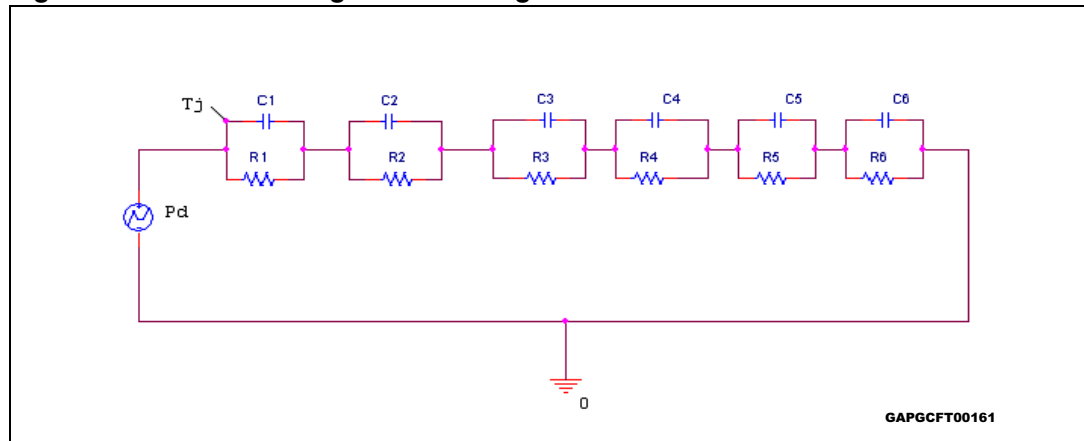 Tj
C1 C2 C3 C4 C5 C6
R1 R2 R3 R4 R5 R6
Pd
0
GAPGCFT00161